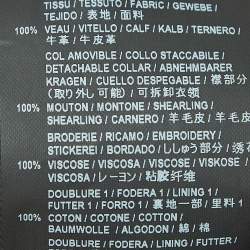 TISSU / TESSUTO / FABRIC / GEWEBE /
TEJIDO / 表地 / 面料
100% VEAU / VITELLO / CALF / KALB / TERNERO /
牛革 / 牛皮革
COL AMOVIBLE / COLLO STACCABILE /
DETACHABLE COLLAR / ABNEHMBARER
KRAGEN / CUELLO DESPEGABLE / 襟部分
(取り外し可能) / 可拆卸衣领
100% MOUTON / MONTONE / SHEARLING /
SHEARLING / CARNERO / 羊毛皮 / 羊毛
BRODERIE / RICAMO / EMBROIDERY /
STICKEREI / BORDADO / ししゅう部分 / 绣花
100% VISCOSE / VISCOSA / VISCOSE / VISKOSE /
VISCOSA / レーヨン / 粘胶纤维
DOUBLURE 1 / FODERA 1 / LINING 1 /
FUTTER 1 / FORRO 1 / 裏地一部 / 里料 1
100% COTON / COTONE / COTTON /
BAUMWOLLE / ALGODON / 綿 / 棉
DOUBLURE / FODERA / LINING / FUTTER /